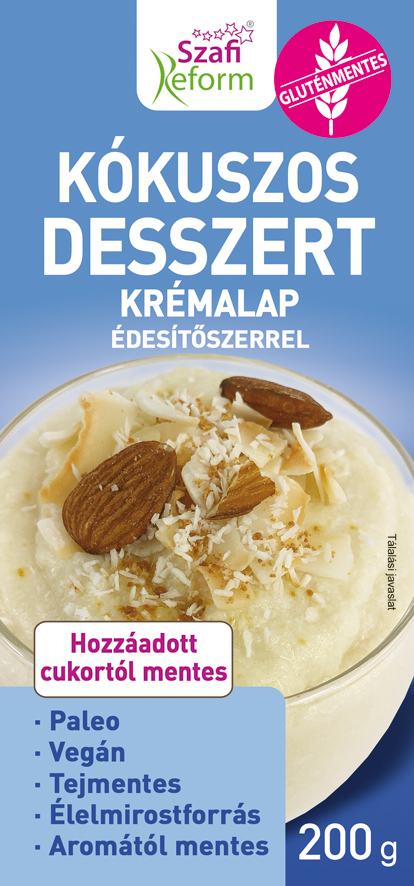 Szafi
Reform
GLUTÉNMENTES
KÓKUSZOS
DESSZERT
KRÉMALAP
ÉDESÍTŐSZERREL
Tálalási javaslat
Hozzáadott
cukortól mentes
· Paleo
· Vegán
· Tejmentes
· Élelmirostforrás
· Aromától mentes
200 g